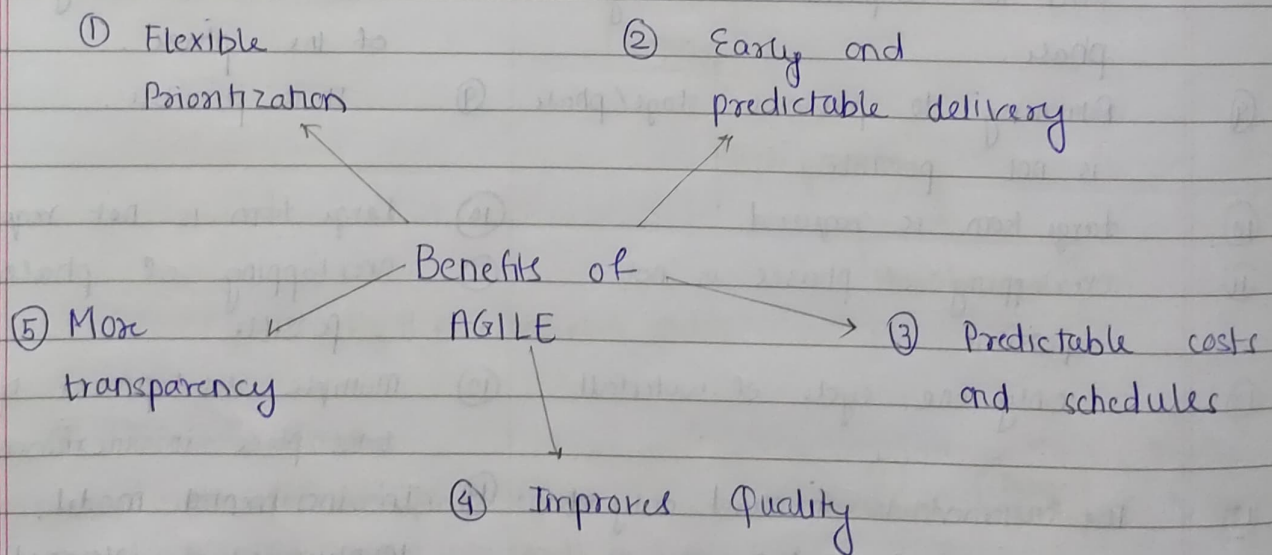 ① Flexible
Prioritization
② Early and
predictable delivery
Benefits of
AGILE
⑤ More
transparency
③ Predictable costs
and schedules
④ Improves Quality